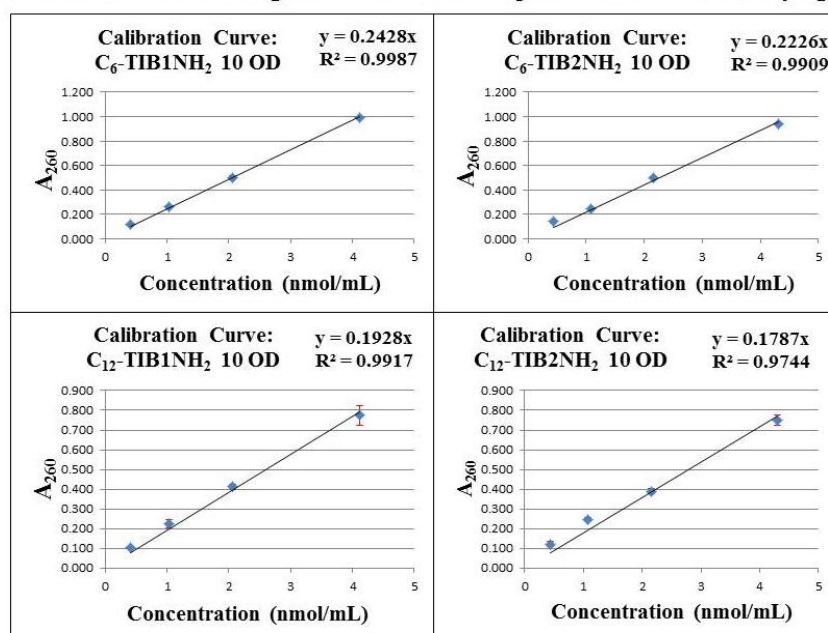 Calibration Curve:
C₆-TIB1NH₂ 10 OD
y = 0.2428x
R² = 0.9987
1.200
1.000
0.800
0.600
0.400
0.200
0.000
A₂₆₀
0 1 2 3 4 5
Concentration (nmol/mL)
Calibration Curve:
C₆-TIB2NH₂ 10 OD
y = 0.2226x
R² = 0.9909
1.200
1.000
0.800
0.600
0.400
0.200
0.000
A₂₆₀
0 1 2 3 4 5
Concentration (nmol/mL)
Calibration Curve:
C₁₂-TIB1NH₂ 10 OD
y = 0.1928x
R² = 0.9917
0.900
0.800
0.700
0.600
0.500
0.400
0.300
0.200
0.100
0.000
A₂₆₀
0 1 2 3 4 5
Concentration (nmol/mL)
Calibration Curve:
C₁₂-TIB2NH₂ 10 OD
y = 0.1787x
R² = 0.9744
0.900
0.800
0.700
0.600
0.500
0.400
0.300
0.200
0.100
0.000
A₂₆₀
0 1 2 3 4 5
Concentration (nmol/mL)